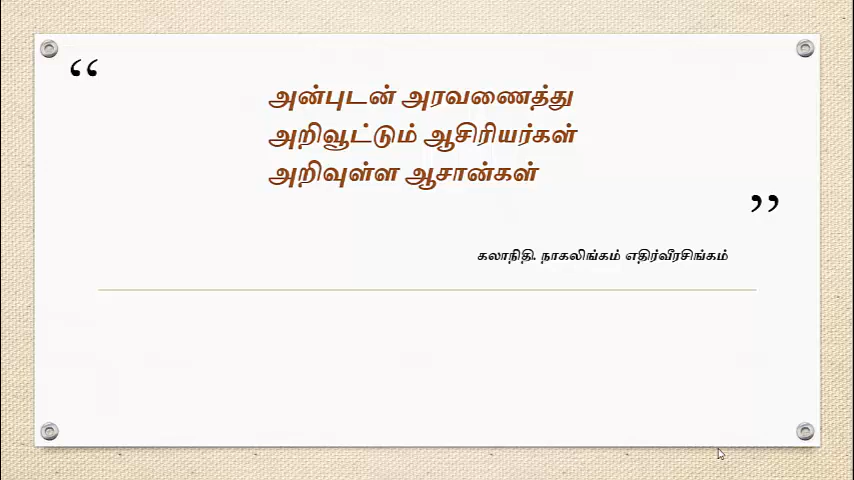 “
அன்புடன் அரவணைத்து
அறிவூட்டும் ஆசிரியர்கள்
அறிவுள்ள ஆசான்கள்
”
கலாநிதி. நாகலிங்கம் எதிர்வீரசிங்கம்